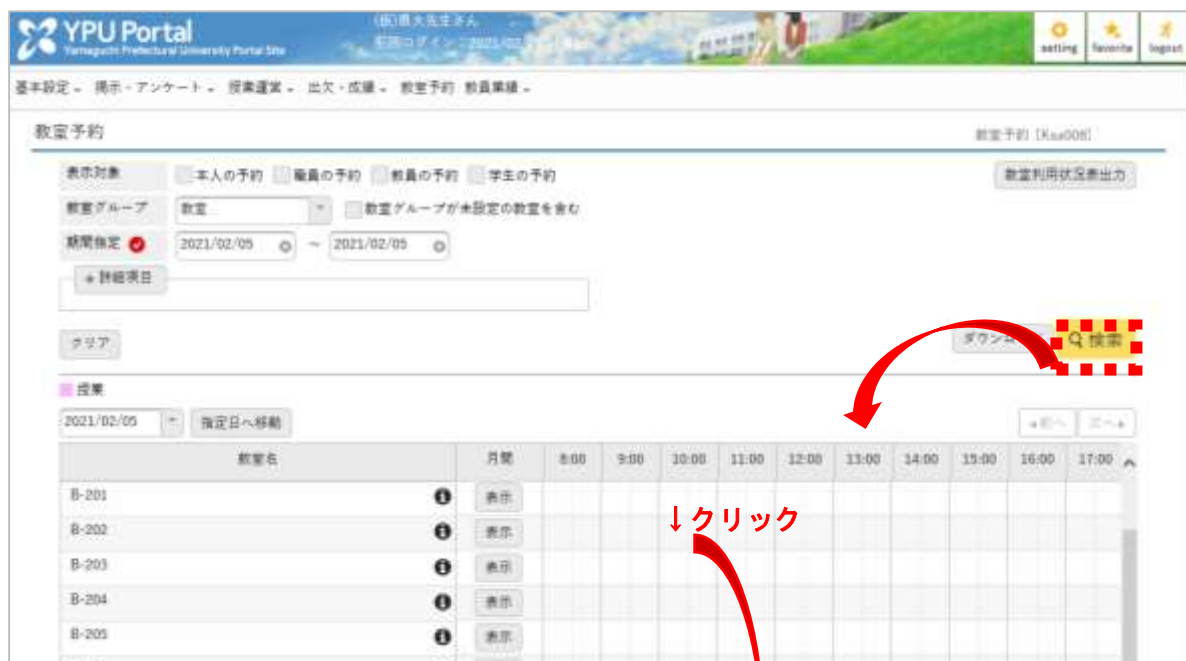 YPU Portal
Yamaguchi Prefectural University Portal Site
setting favorite logout
基本設定 掲示・アンケート 授業運営 出欠・成績 教室予約 教員業績
教室予約
表示対象 本人の予約 職員の予約 教員の予約 学生の予約 教室利用状況表出力
教室グループ 教室 教室グループが未設定の教室を含む
期間指定 2021/02/05 ～ 2021/02/05
+詳細項目
クリア ダウンロ 検索
授業
2021/02/05 指定日へ移動 前へ 次へ
教室名 月間 8:00 9:00 10:00 11:00 12:00 13:00 14:00 15:00 16:00 17:00
B-201 表示
↓クリック
B-202 表示
B-203 表示
B-204 表示
B-205 表示